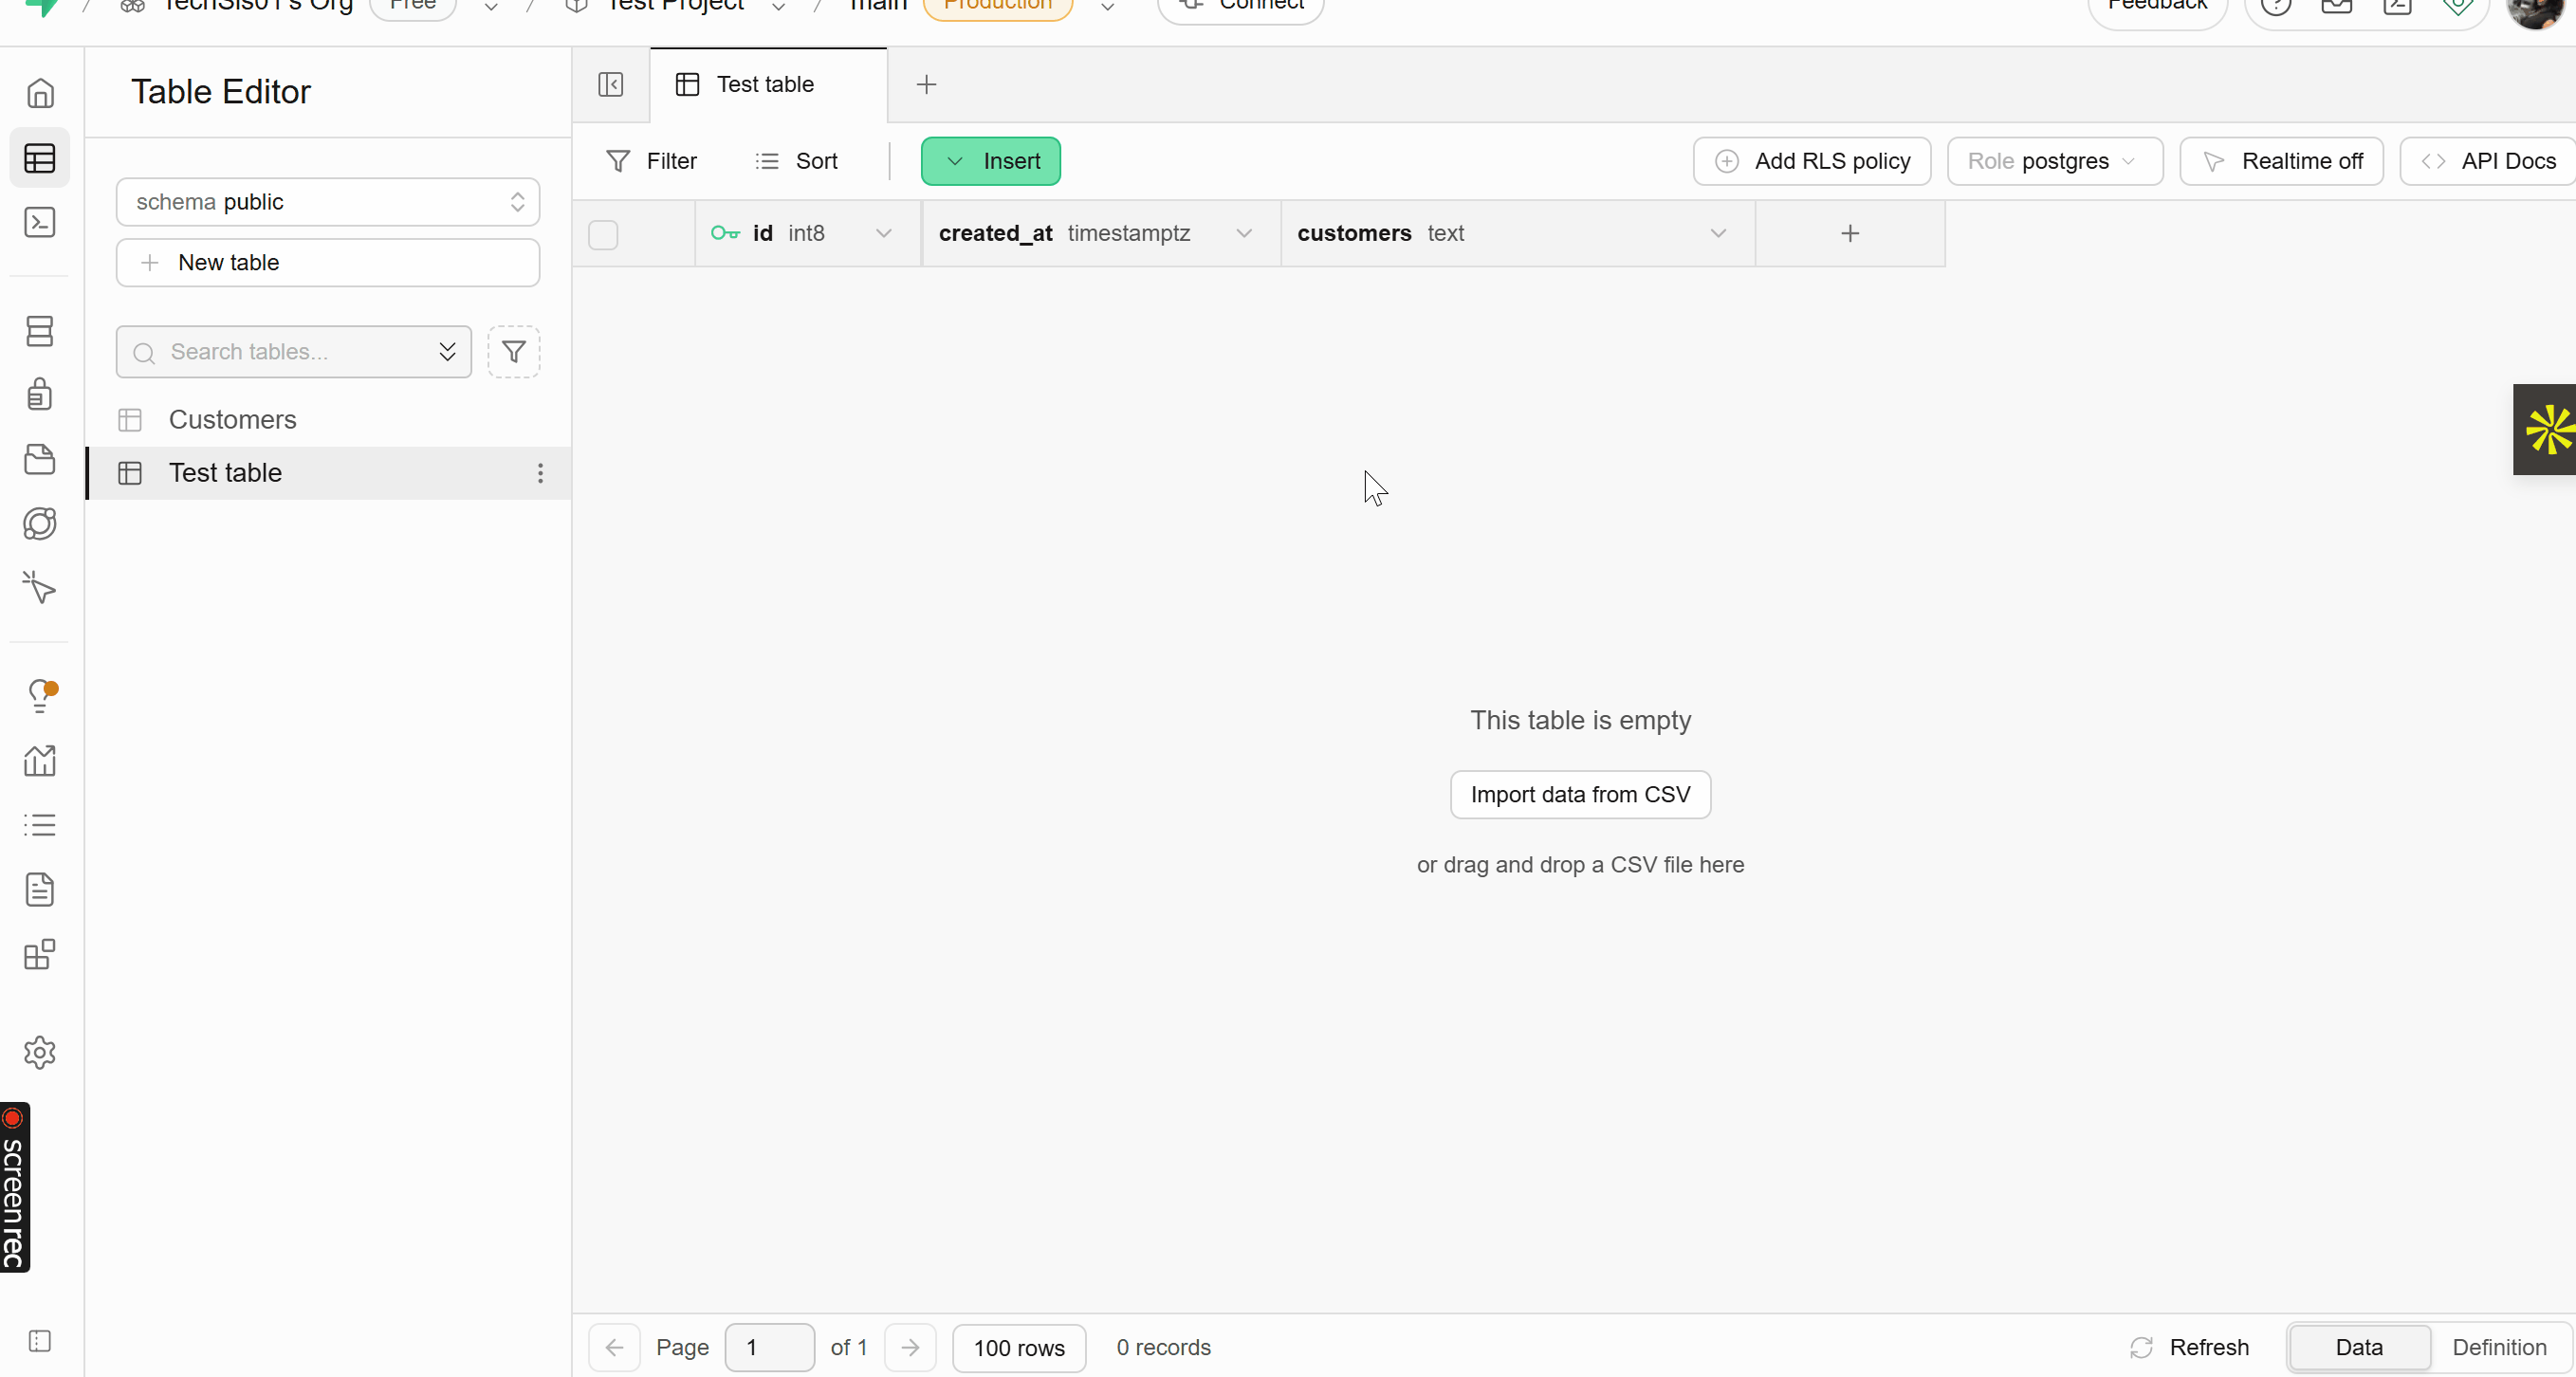 TechSis01's Org Free Test Project main Production Connect Feedback
Table Editor
Test table
Filter Sort Insert Add RLS policy Role postgres Realtime off API Docs
schema public
New table
id int8 created_at timestamptz customers text
Search tables...
Customers
Test table
This table is empty
Import data from CSV
or drag and drop a CSV file here
screenrec
Page 1 of 1 100 rows 0 records Refresh Data Definition